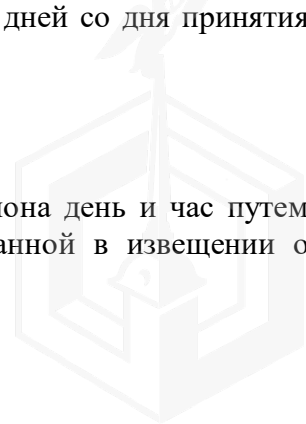 дней со дня принятия
она день и час путем
анной в извещении о